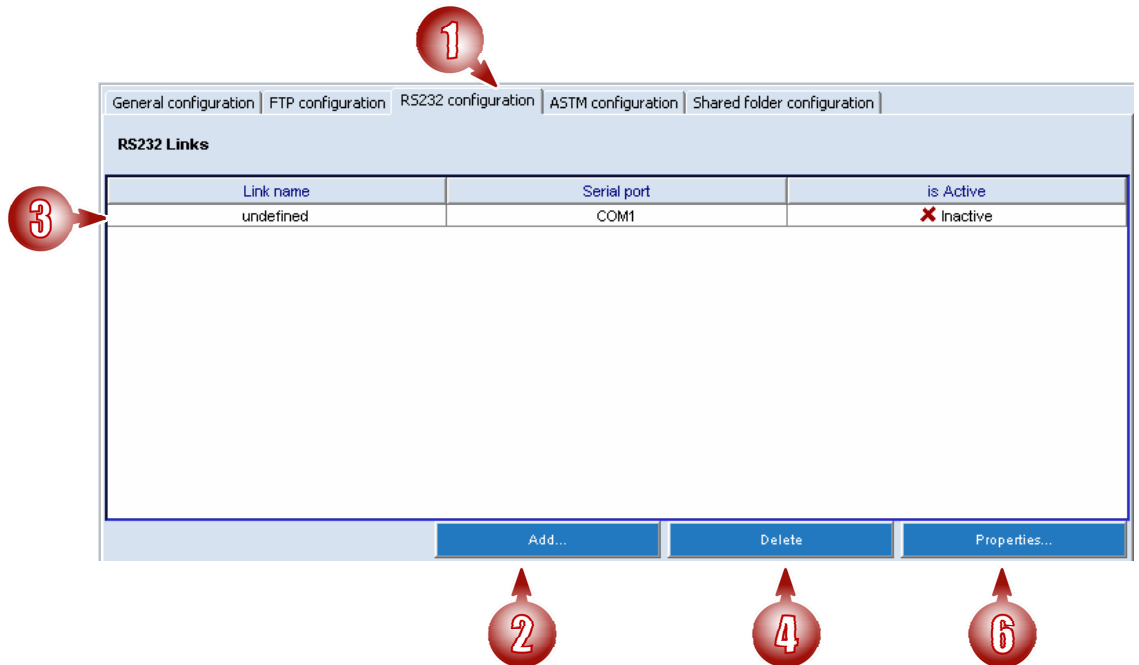 1
General configuration FTP configuration RS232 configuration ASTM configuration Shared folder configuration
RS232 Links
Link name Serial port is Active
3 undefined COM1 Inactive
Add... Delete Properties...
2 4 6